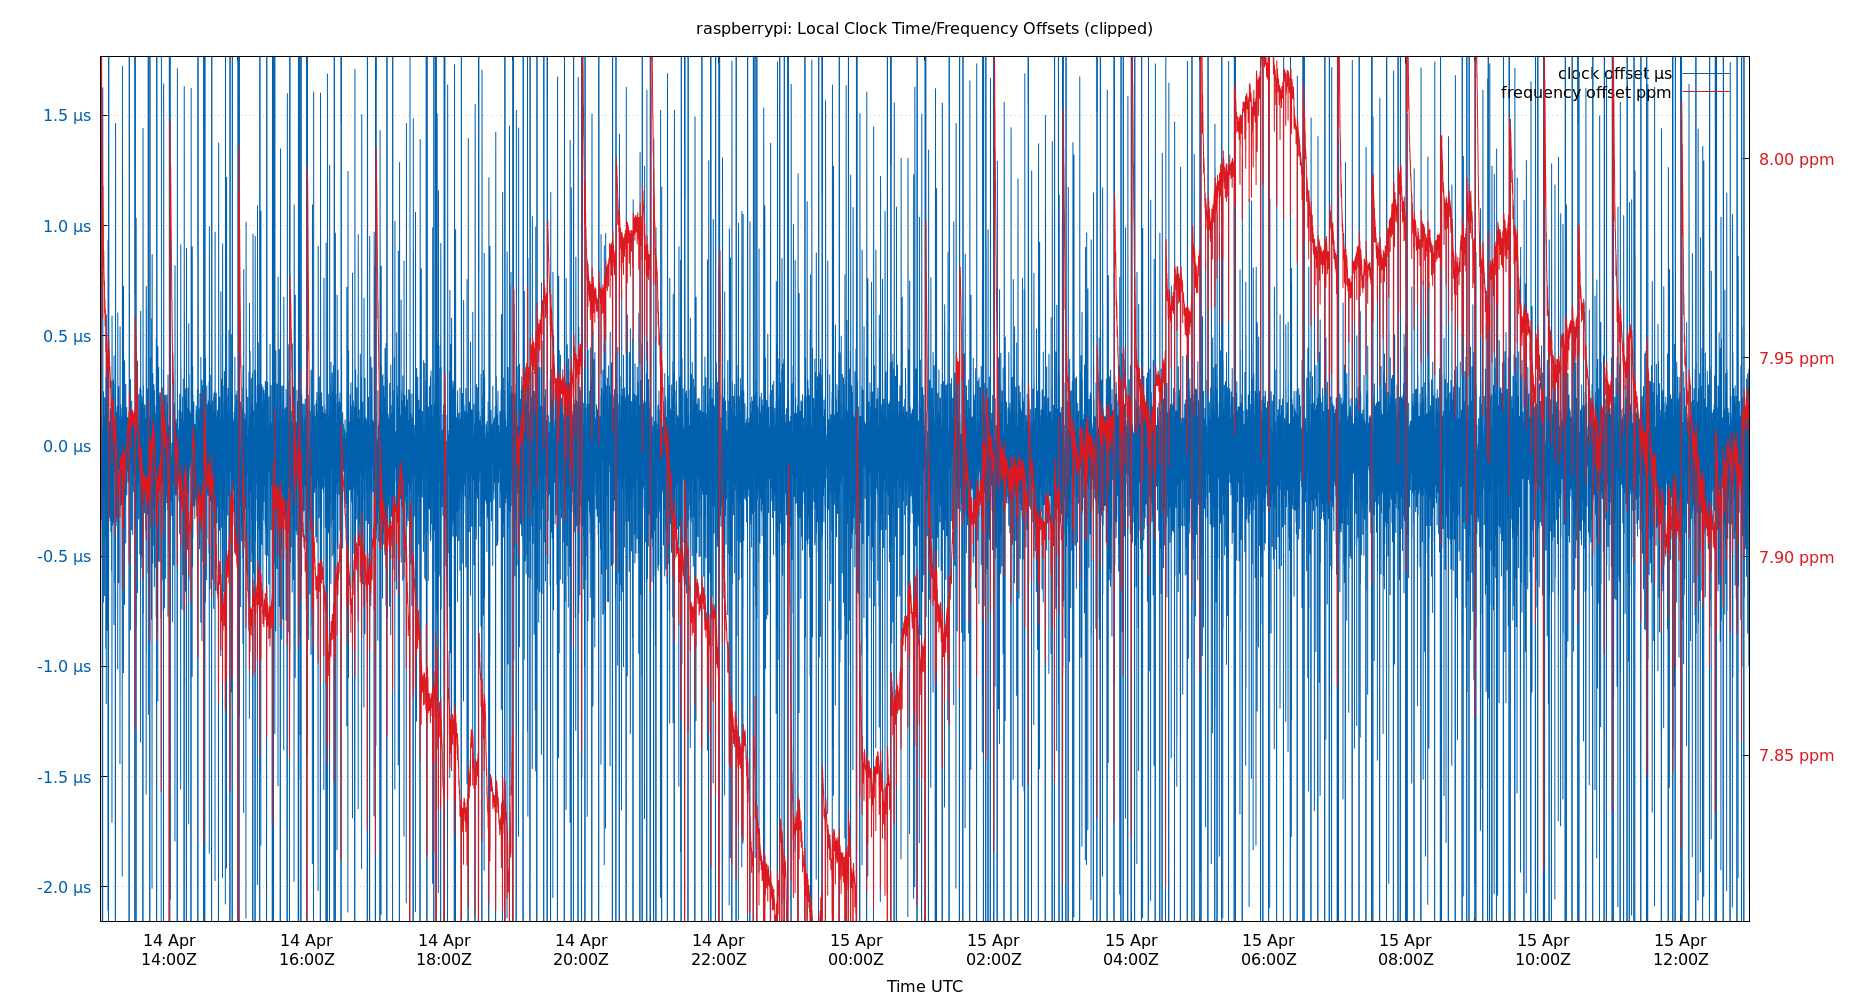 raspberrypi: Local Clock Time/Frequency Offsets (clipped)
clock offset µs
frequency offset ppm
1.5 µs
1.0 µs
0.5 µs
0.0 µs
-0.5 µs
-1.0 µs
-1.5 µs
-2.0 µs
8.00 ppm
7.95 ppm
7.90 ppm
7.85 ppm
14 Apr 14 Apr 14 Apr 14 Apr 14 Apr 15 Apr 15 Apr 15 Apr 15 Apr 15 Apr 15 Apr 15 Apr
14:00Z 16:00Z 18:00Z 20:00Z 22:00Z 00:00Z 02:00Z 04:00Z 06:00Z 08:00Z 10:00Z 12:00Z
Time UTC